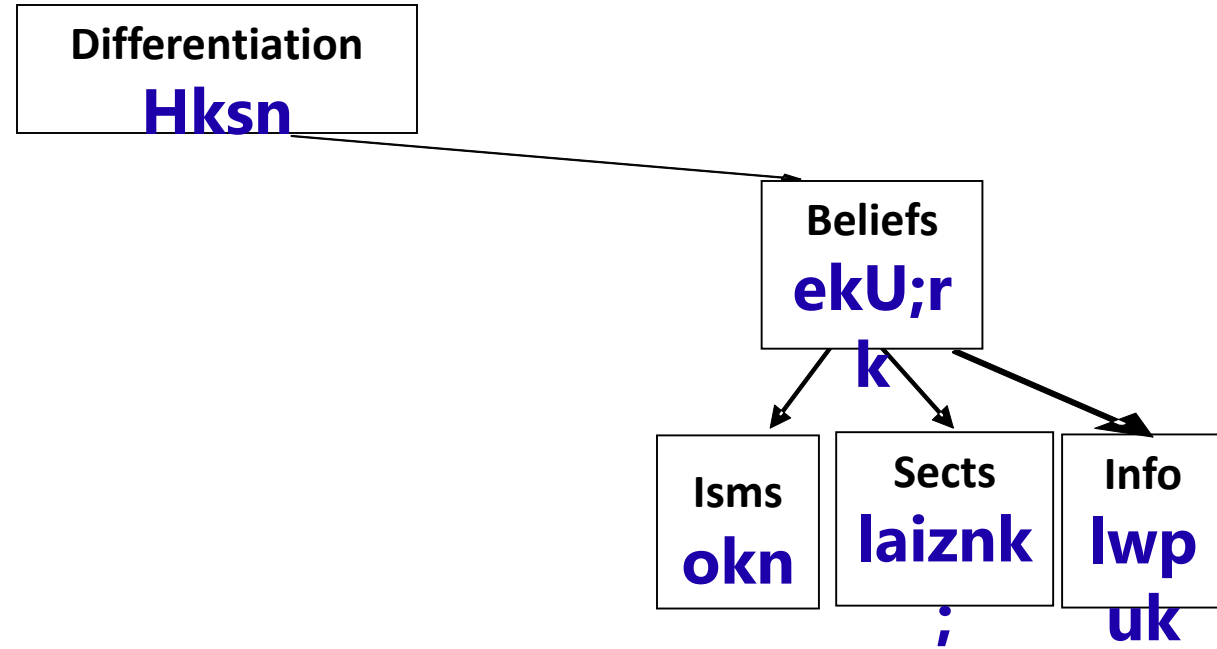 Differentiation
Hksn
Beliefs
ekU;r
k
Isms
okn
Sects
laiznk
;
Info
lwp
uk